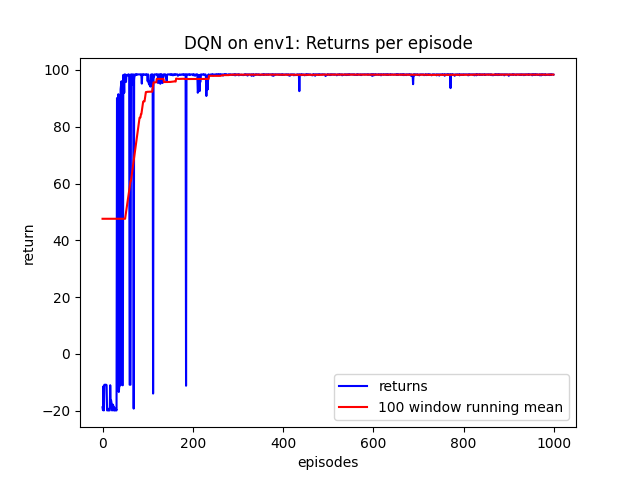 DQN on env1: Returns per episode
100
80
60
40
20
0
−20
return
0
200
400
600
800
1000
episodes
returns
100 window running mean